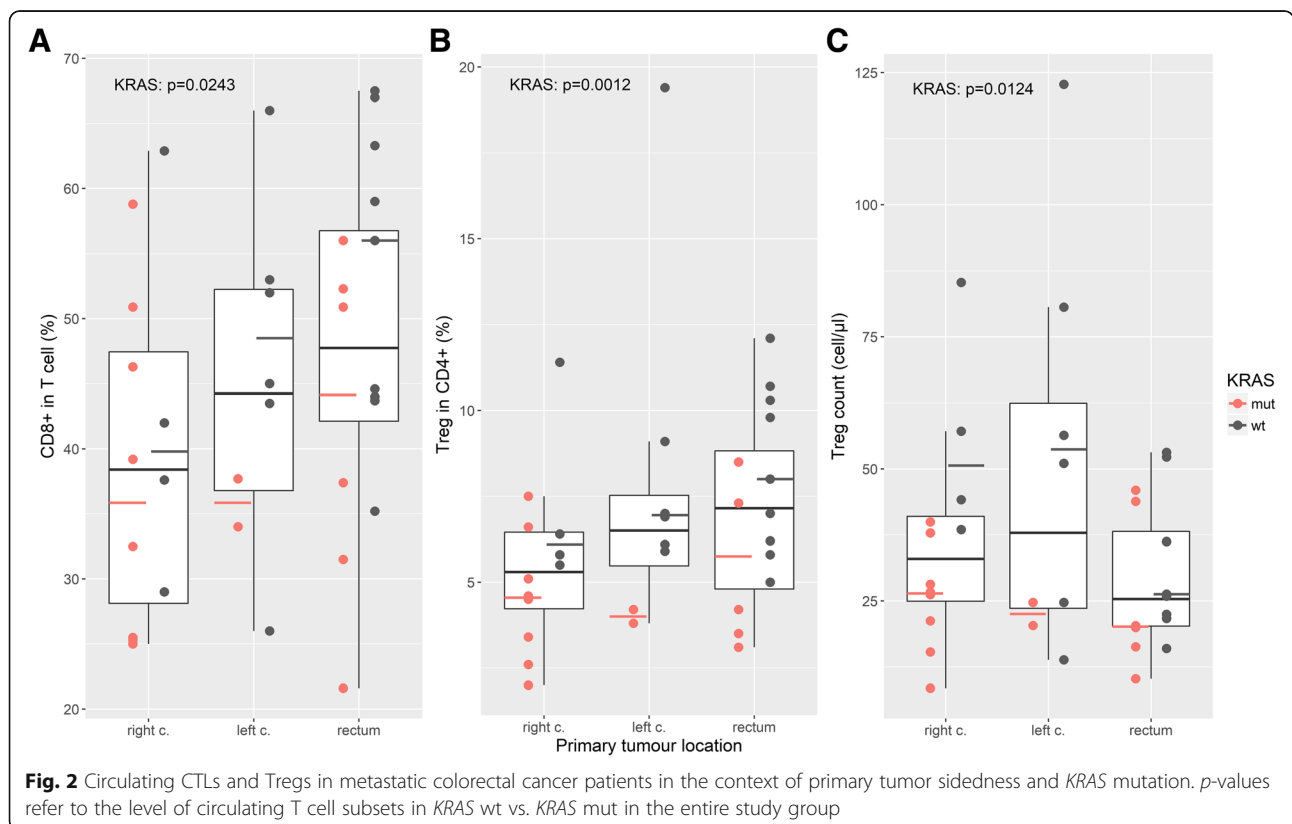 A
B
C
KRAS: p=0.0243
KRAS: p=0.0012
KRAS: p=0.0124
CD8+ in T cell (%)
70
60
50
40
30
20
right c.
left c.
rectum
Treg in CD4+ (%)
20
15
10
5
right c.
left c.
rectum
Primary tumour location
Treg count (cell/µl)
125
100
75
50
25
right c.
left c.
rectum
KRAS
mut
wt
Fig. 2 Circulating CTLs and Tregs in metastatic colorectal cancer patients in the context of primary tumor sidedness and KRAS mutation. p-values
refer to the level of circulating T cell subsets in KRAS wt vs. KRAS mut in the entire study group